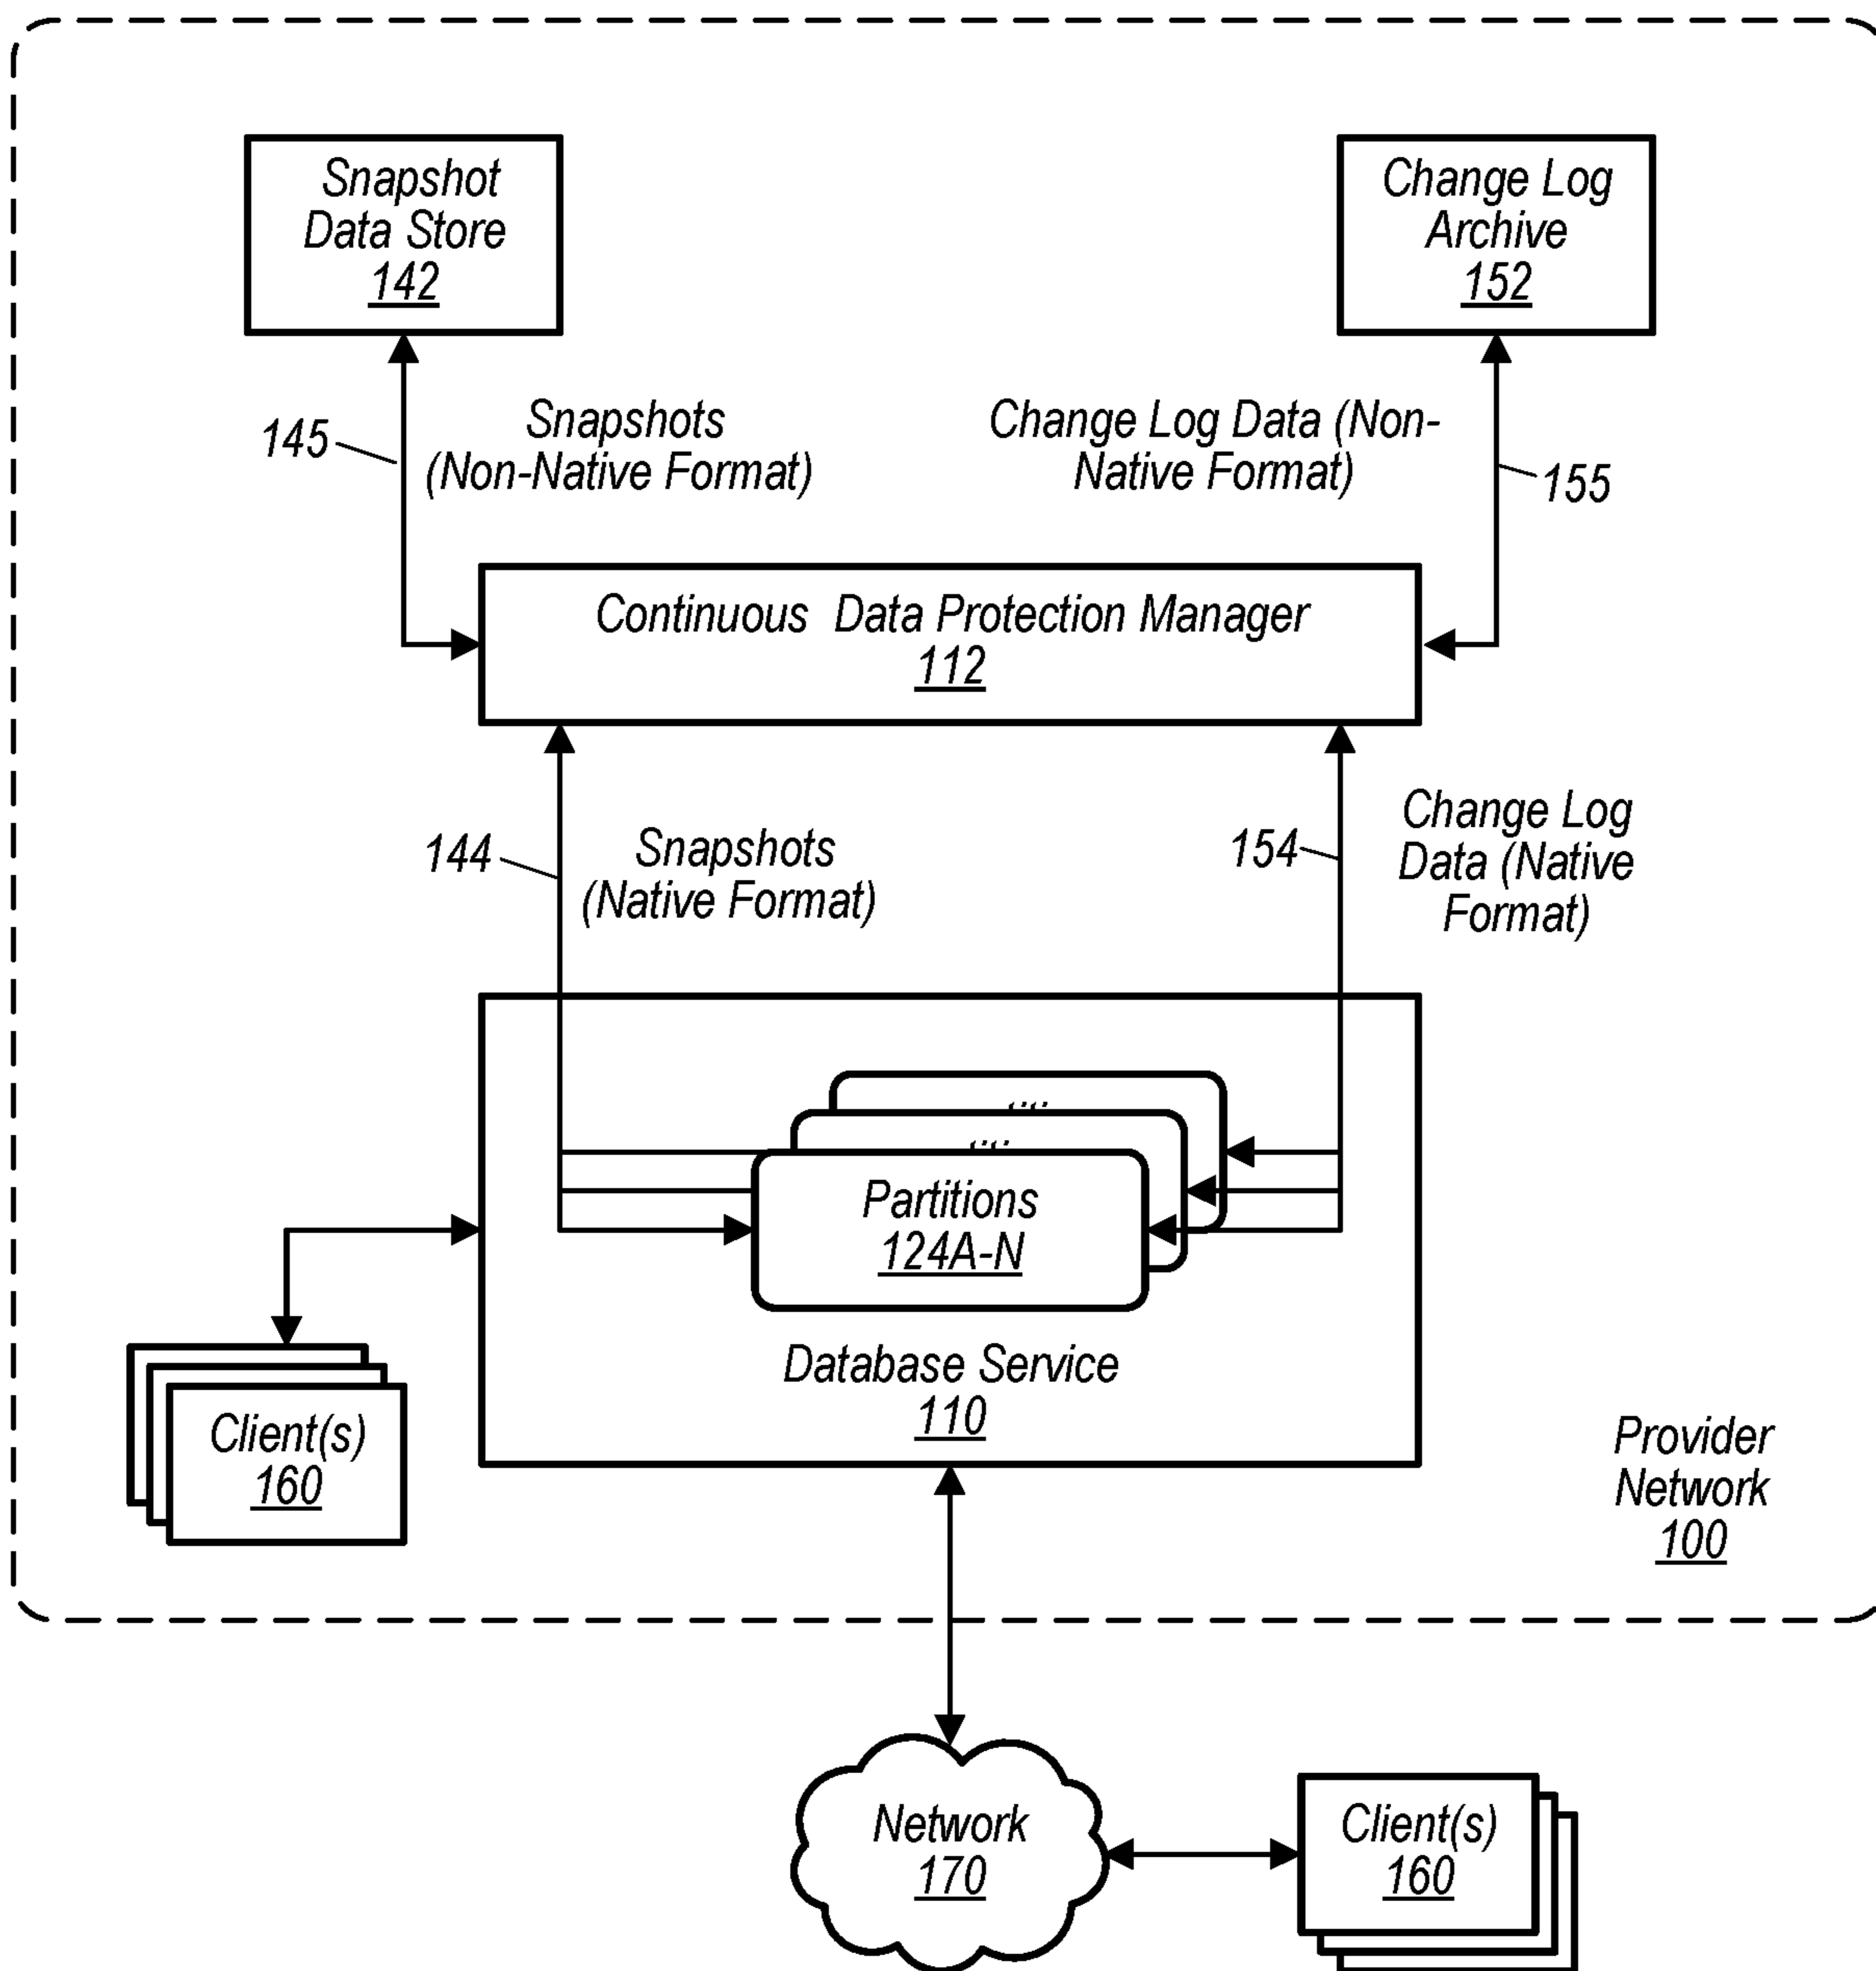 Snapshot
Data Store
142
Change Log
Archive
152
145
Snapshots
(Non-Native Format)
Change Log Data (Non-
Native Format)
155
Continuous Data Protection Manager
112
144
Snapshots
(Native Format)
154
Change Log
Data (Native
Format)
Partitions
124A-N
Database Service
110
Client(s)
160
Provider
Network
100
Network
170
Client(s)
160